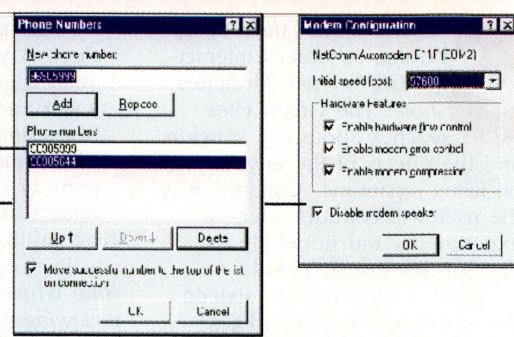 Phone Numbers
New phone number:
Add
Replace
Phone numbers
Up ↑
Down ↓
Delete
Move successful number to the top of the list
on connection
OK
Cancel
Modem Configuration
NetComm Automodem (COM2)
Initial speed (bps):
57600
Hardware Features
Enable hardware flow control
Enable modem error control
Enable modem compression
Disable modem speaker
OK
Cancel